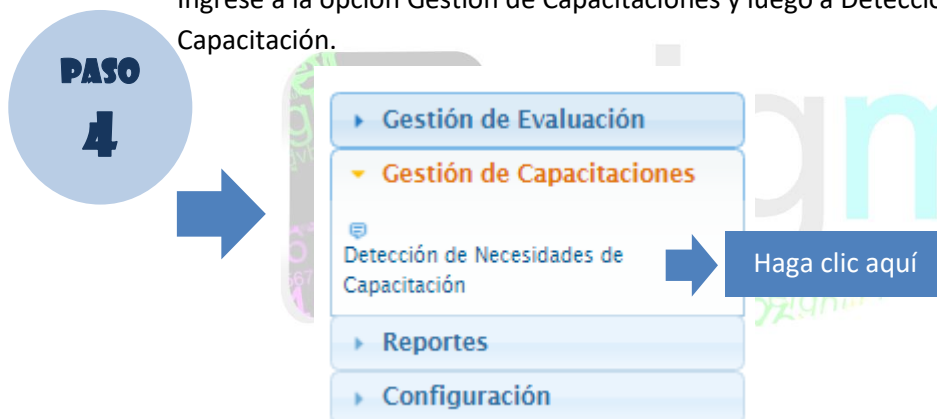 Ingrese a la opción Gestión de Capacitaciones y luego a
Capacitación.
PASO
4
Gestión de Evaluación
Gestión de Capacitaciones
Detección de Necesidades de
Capacitación
Haga clic aquí
Reportes
Configuración